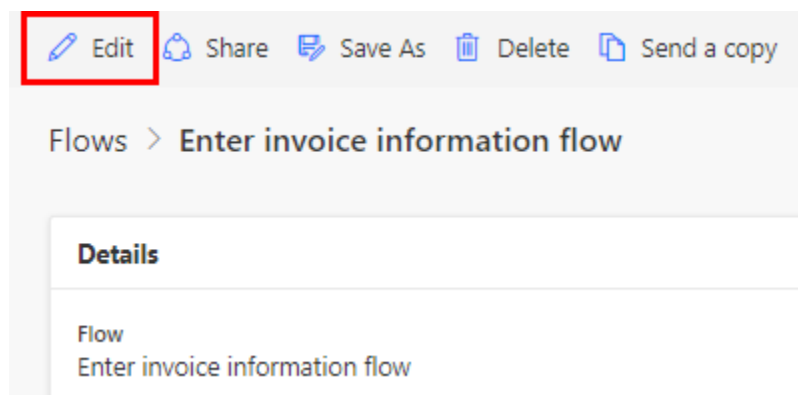 Edit Share Save As Delete Send a copy
Flows > Enter invoice information flow
Details
Flow
Enter invoice information flow